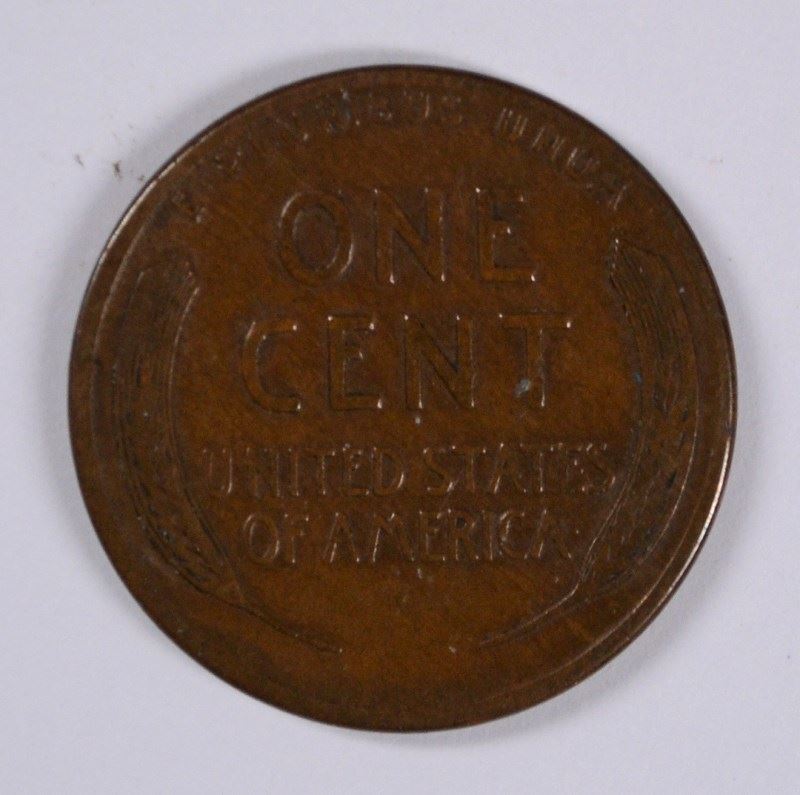 ONE
CENT
UNITED STATES
OF AMERICA